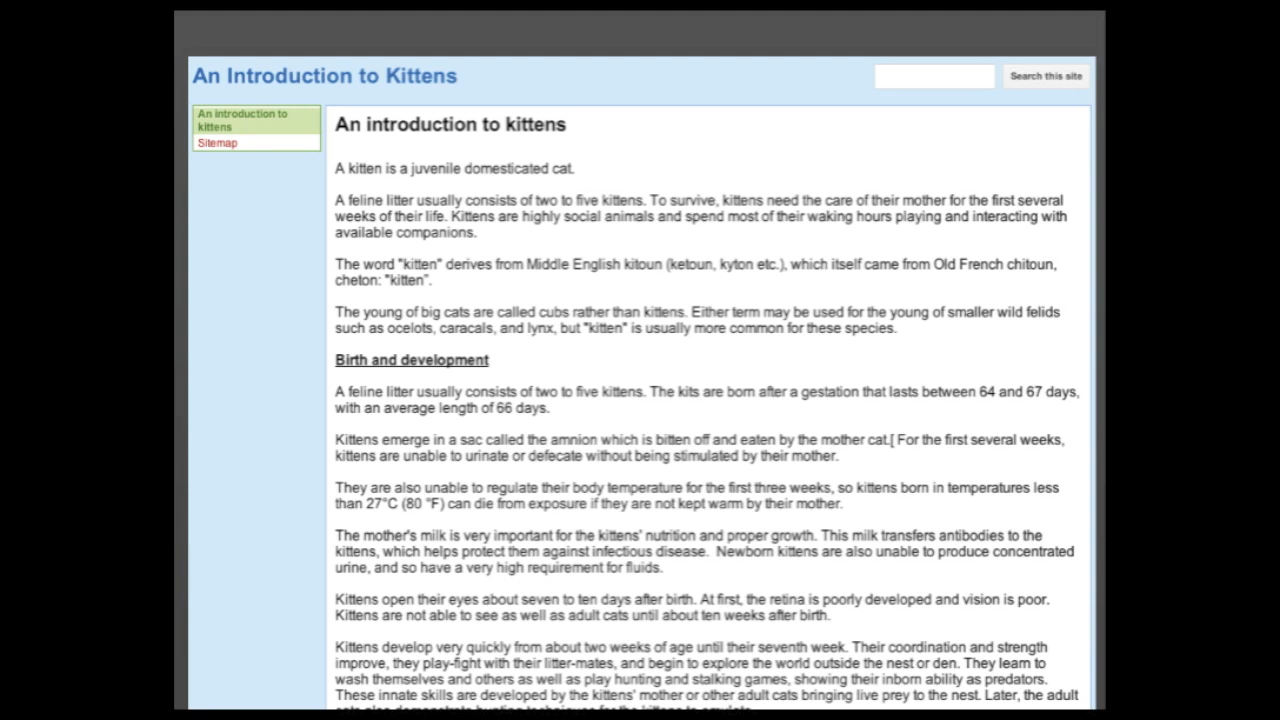 An Introduction to Kittens
Search this site
An introduction to
kittens
Sitemap
An introduction to kittens
A kitten is a juvenile domesticated cat.
A feline litter usually consists of two to five kittens. To survive, kittens need the care of their mother for the first several
weeks of their life. Kittens are highly social animals and spend most of their waking hours playing and interacting with
available companions.
The word "kitten" derives from Middle English kitoun (ketoun, kyton etc.), which itself came from Old French chitoun,
cheton: "kitten".
The young of big cats are called cubs rather than kittens. Either term may be used for the young of smaller wild felids
such as ocelots, caracals, and lynx, but "kitten" is usually more common for these species.
Birth and development
A feline litter usually consists of two to five kittens. The kits are born after a gestation that lasts between 64 and 67 days,
with an average length of 66 days.
Kittens emerge in a sac called the amnion which is bitten off and eaten by the mother cat.[ For the first several weeks,
kittens are unable to urinate or defecate without being stimulated by their mother.
They are also unable to regulate their body temperature for the first three weeks, so kittens born in temperatures less
than 27°C (80 °F) can die from exposure if they are not kept warm by their mother.
The mother's milk is very important for the kittens' nutrition and proper growth. This milk transfers antibodies to the
kittens, which helps protect them against infectious disease. Newborn kittens are also unable to produce concentrated
urine, and so have a very high requirement for fluids.
Kittens open their eyes about seven to ten days after birth. At first, the retina is poorly developed and vision is poor.
Kittens are not able to see as well as adult cats until about ten weeks after birth.
Kittens develop very quickly from about two weeks of age until their seventh week. Their coordination and strength
improve, they play-fight with their litter-mates, and begin to explore the world outside the nest or den. They learn to
wash themselves and others as well as play hunting and stalking games, showing their inborn ability as predators.
These innate skills are developed by the kittens' mother or other adult cats bringing live prey to the nest. Later, the adult